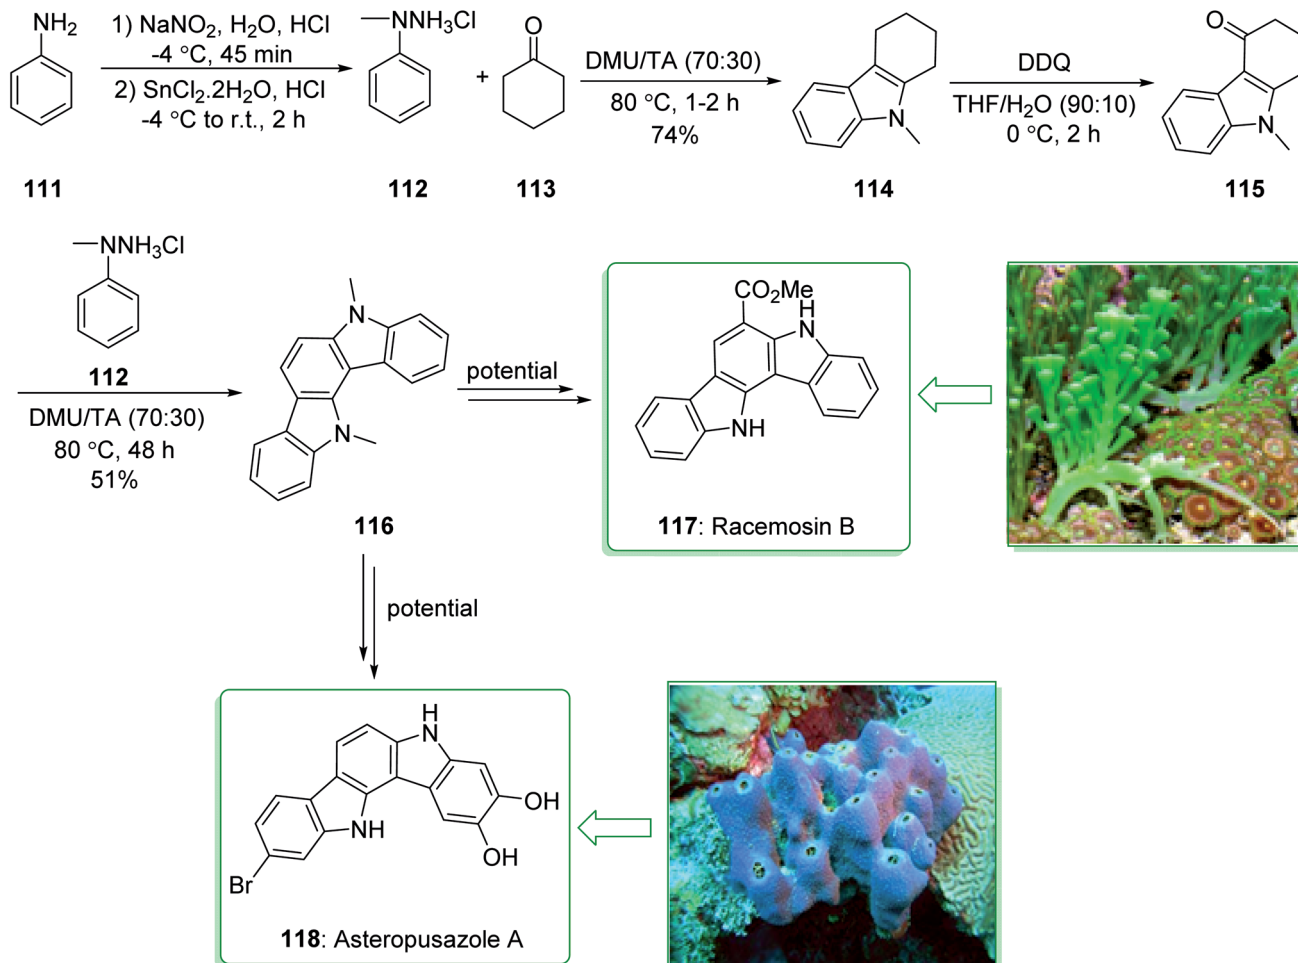 NH2
1) NaNO2, H2O, HCl
-4 °C, 45 min
2) SnCl2.2H2O, HCl
-4 °C to r.t., 2 h
NNH3Cl
+
O
DMU/TA (70:30)
80 °C, 1-2 h
74%
N
DDQ
THF/H2O (90:10)
0 °C, 2 h
O
N
111
112
113
114
115
NNH3Cl
112
DMU/TA (70:30)
80 °C, 48 h
51%
N
N
116
potential
CO2Me
H
N
NH
117: Racemosin B
potential
H
N
NH
OH
OH
Br
118: Asteropusazole A